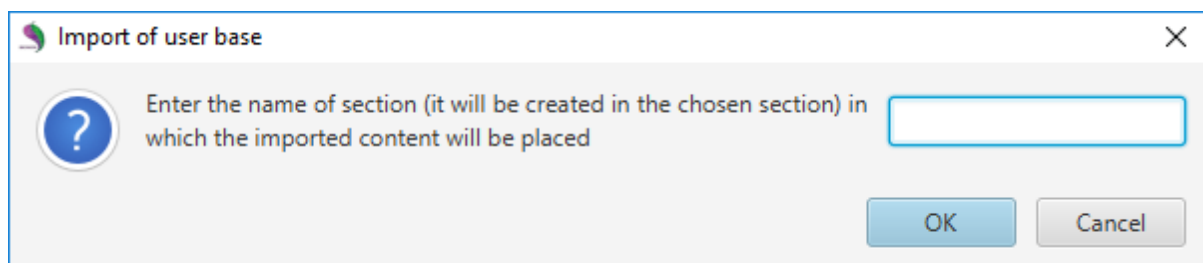 Import of user base
Enter the name of section (it will be created in the chosen section) in
which the imported content will be placed
OK
Cancel